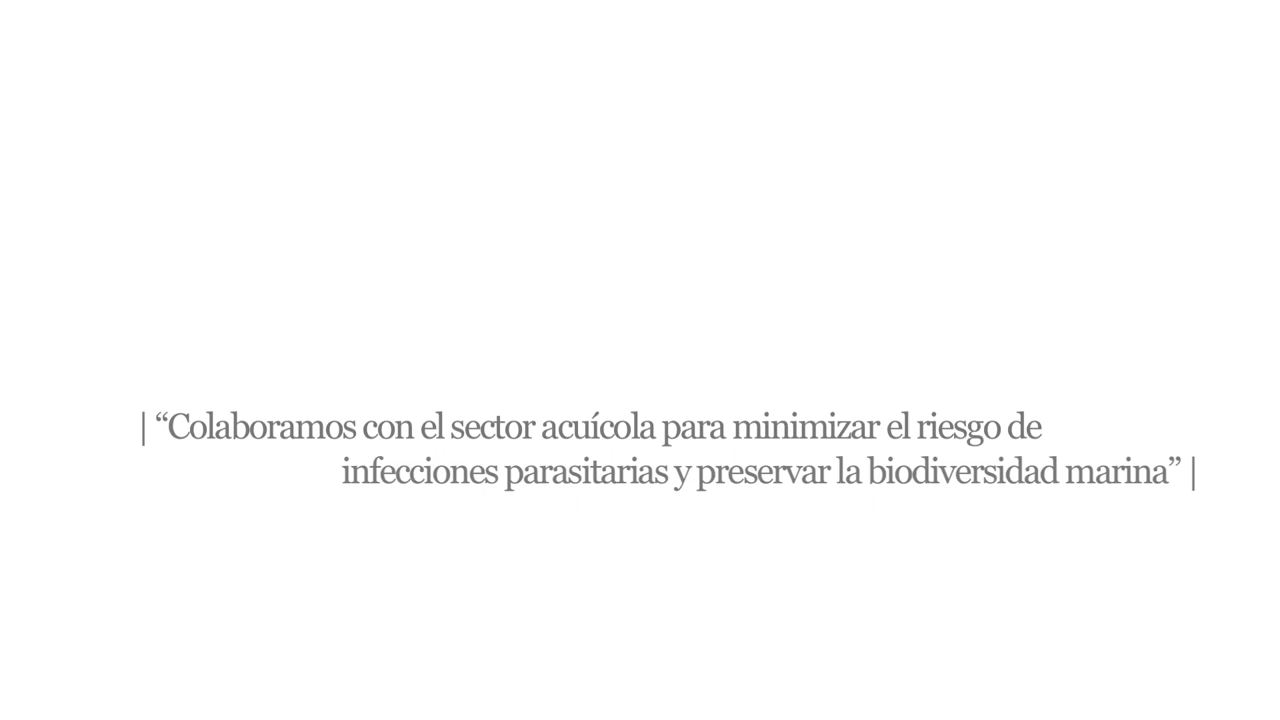 | “Colaboramos con el sector acuícola para minimizar el riesgo de
infecciones parasitarias y preservar la biodiversidad marina” |